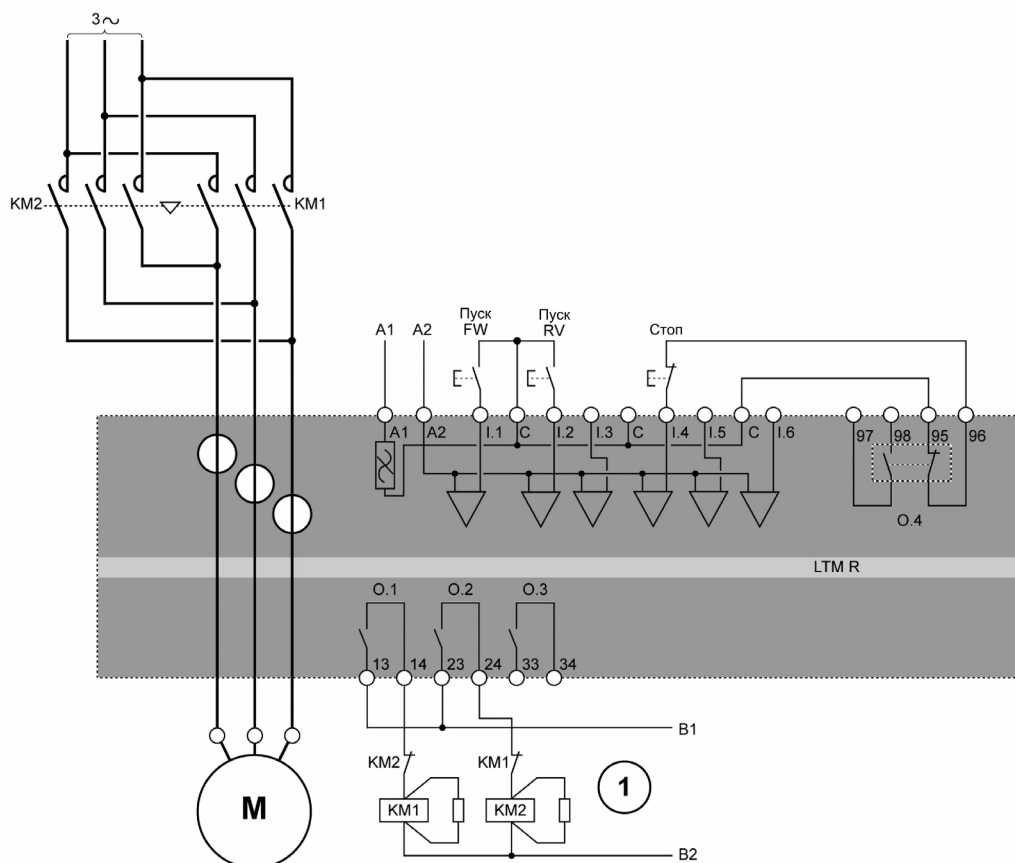 3~
KM2 KM1
Пуск FW
Пуск RV
Стоп
A1 A2
A1 A2 I.1 C I.2 I.3 C I.4 I.5 C I.6 97 98 95 96
O.4
LTM R
O.1 O.2 O.3
13 14 23 24 33 34
B1
KM2 KM1
1
KM1 KM2
M
B2